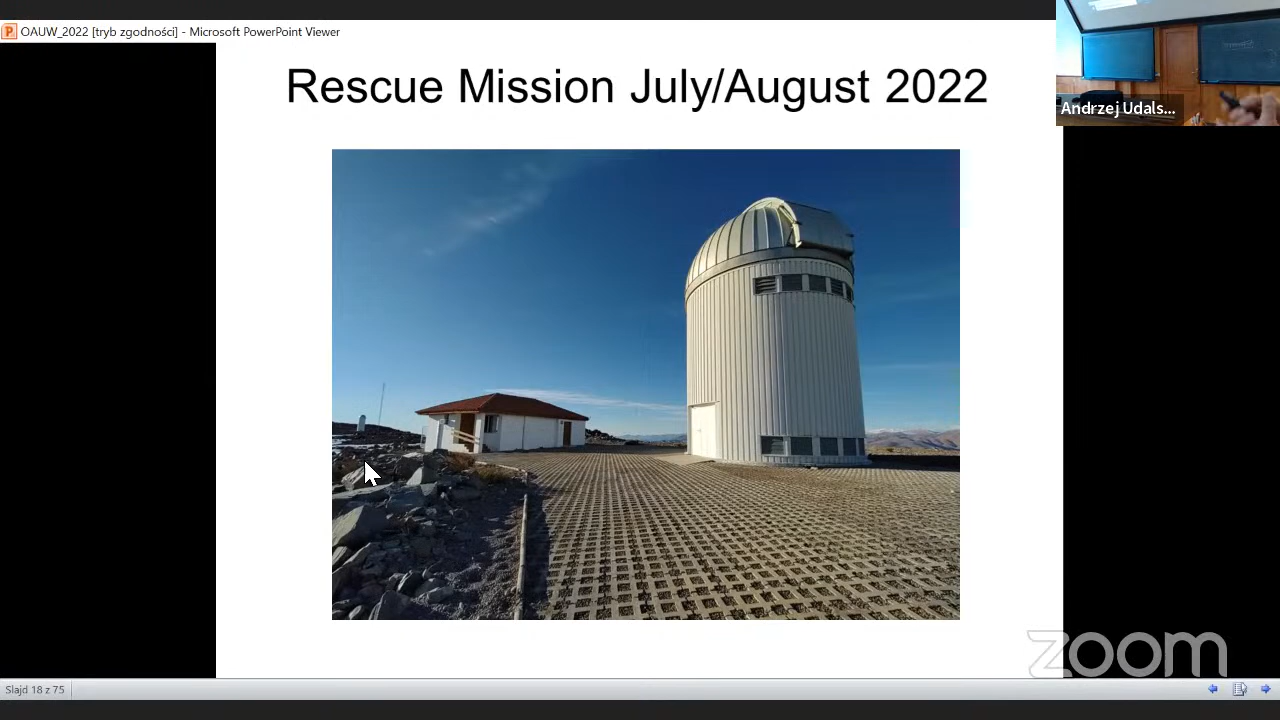 OAUW_2022 [tryb zgodności] - Microsoft PowerPoint Viewer
Rescue Mission July/August 2022
Andrzej Udals...
zoom
Slajd 18 z 75